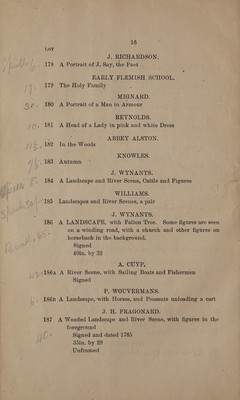 16
LOT
J. RICHARDSON.
178 A Portrait of J. Say, the Poet
EARLY FLEMISH SCHOOL.
179 The Holy Family
MIGNARD.
180 A Portrait of a Man in Armour
REYNOLDS.
181 A Head of a Lady in pink and white Dress
ABBEY ALSTON.
182 In the Woods
KNOWLES.
183 Autumn
J. WYNANTS.
184 A Landscape and River Scene, Cattle and Figures
WILLIAMS.
185 Landscapes and River Scenes, a pair
J. WYNANTS.
186 A LANDSCAPE, with Fallen Tree. Some figures are seen
on a winding road, with a church and other figures on
horseback in the background.
Signed
40in. by 32
A. CUYP.
186A A River Scene, with Sailing Boats and Fishermen
Signed
P. WOUVERMANS.
186B A Landscape, with Horses, and Peasants unloading a cart
J. H. FRAGONARD.
187 A Wooded Landscape and River Scene, with figures in the
foreground
Signed and dated 1785
35in. by 29
Unframed